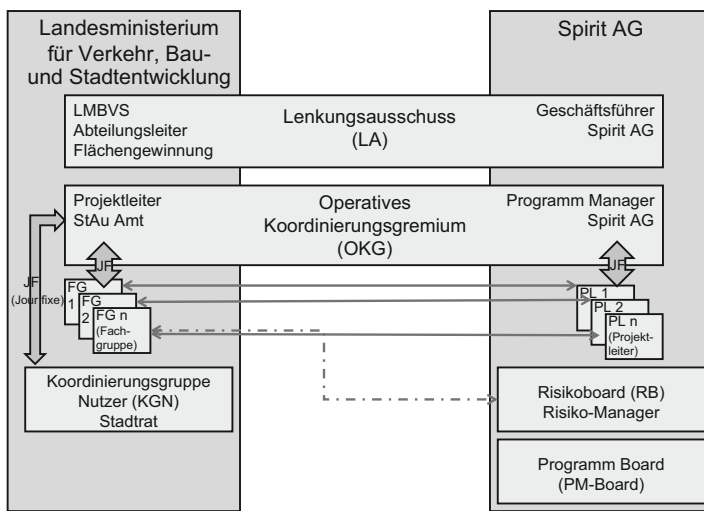 Landesministerium
für Verkehr, Bau-
und Stadtentwicklung
Spirit AG
LMBVS
Abteilungsleiter
Flächengewinnung
Lenkungsausschuss
(LA)
Geschäftsführer
Spirit AG
Projektleiter
StAu Amt
Operatives
Koordinierungsgremium
(OKG)
Programm Manager
Spirit AG
JF
JF
JF
(Jour fixe)
FG
1
FG
2
FG n
(Fach-
gruppe)
PL 1
PL 2
PL n
(Projekt-
leiter)
Koordinierungsgruppe
Nutzer (KGN)
Stadtrat
Risikoboard (RB)
Risiko-Manager
Programm Board
(PM-Board)